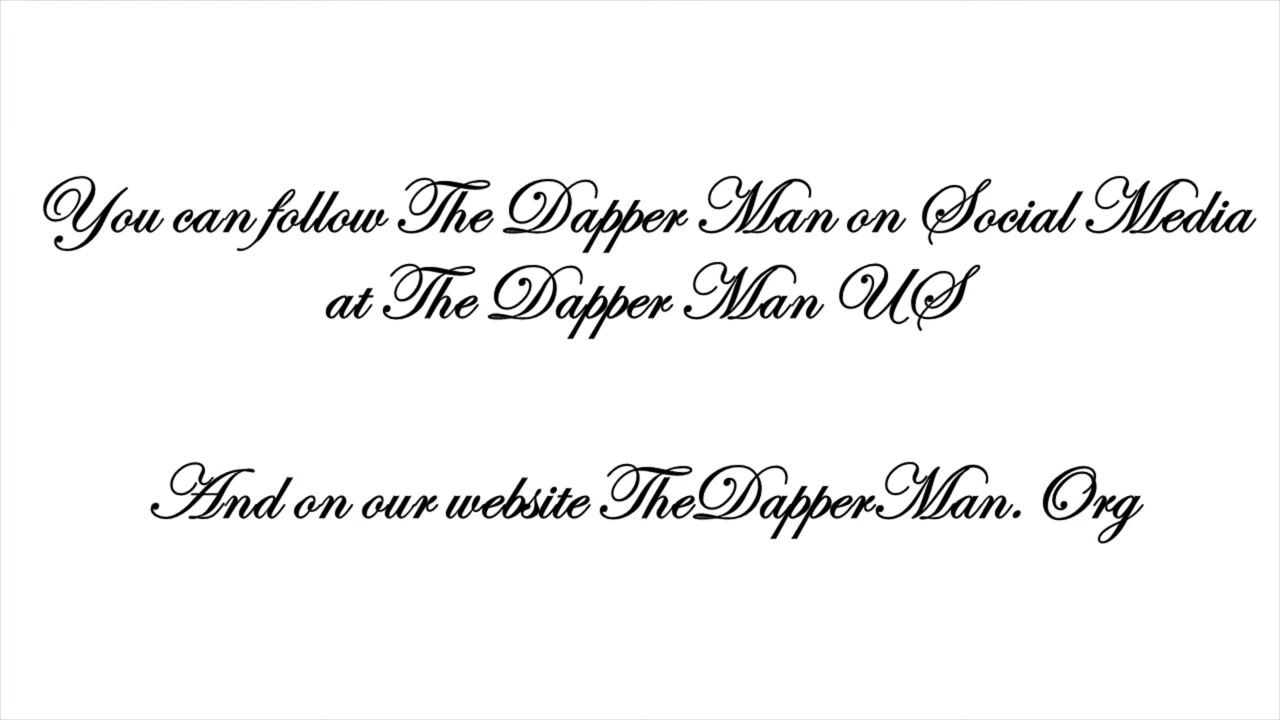 You can follow The Dapper Man on Social Media
at The Dapper Man US
And on our website TheDapperMan. Org